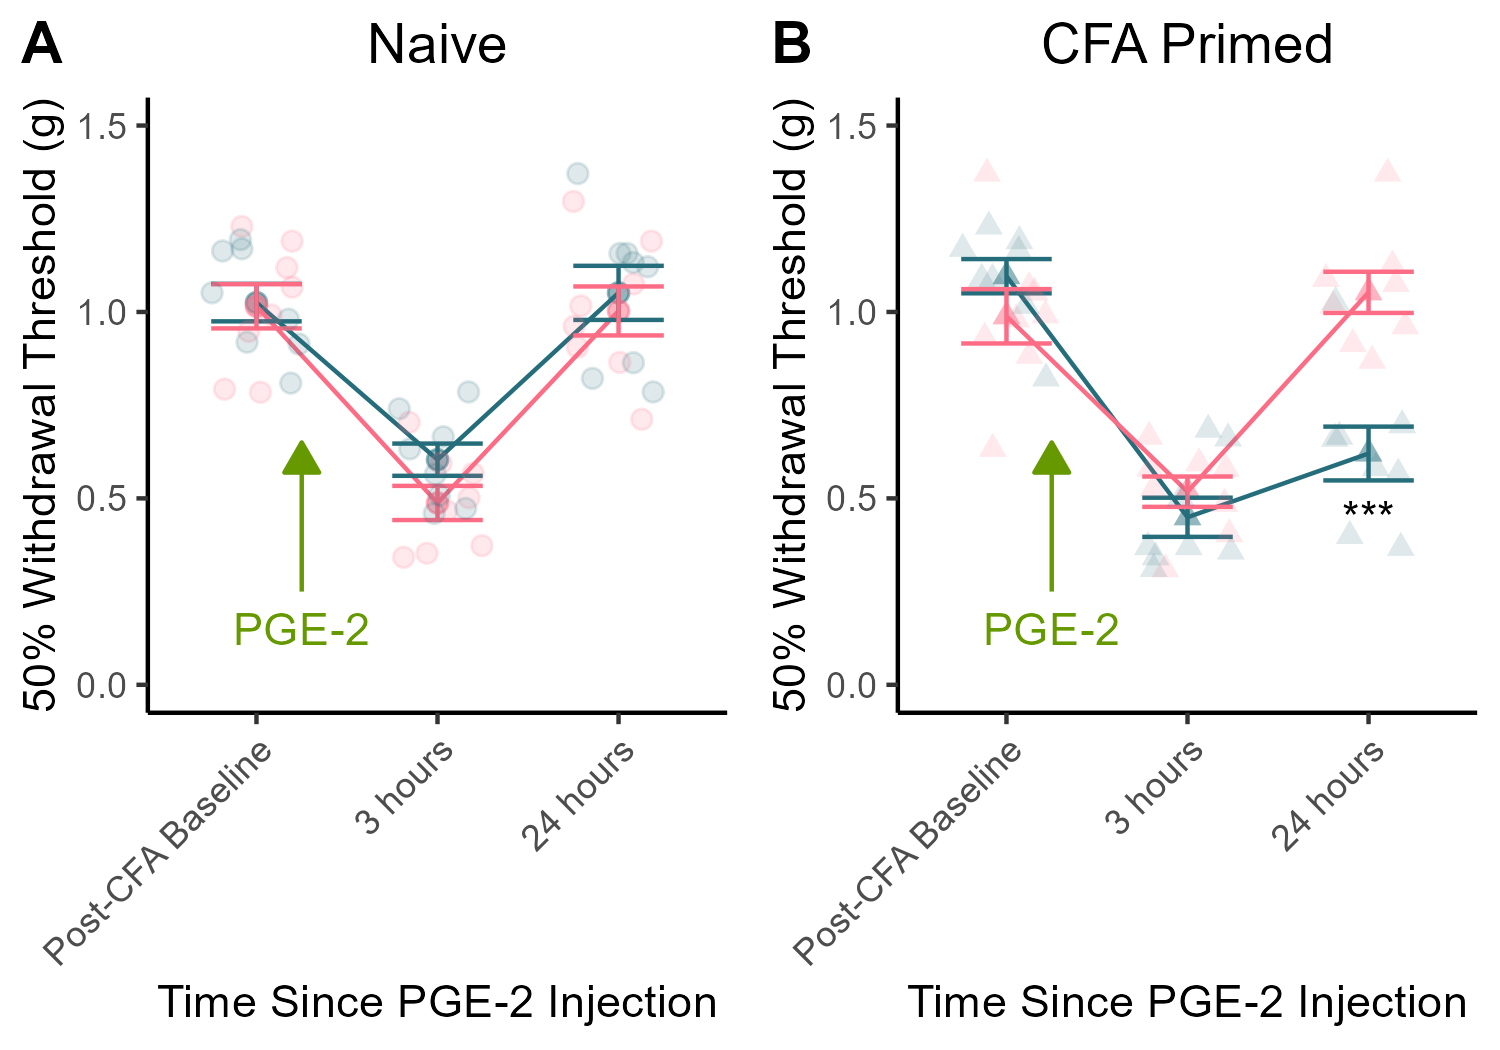 A
Naive
50% Withdrawal Threshold (g)
1.5
1.0
0.5
0.0
PGE-2
Post-CFA Baseline
3 hours
24 hours
Time Since PGE-2 Injection
B
CFA Primed
50% Withdrawal Threshold (g)
1.5
1.0
0.5
0.0
PGE-2
***
Post-CFA Baseline
3 hours
24 hours
Time Since PGE-2 Injection